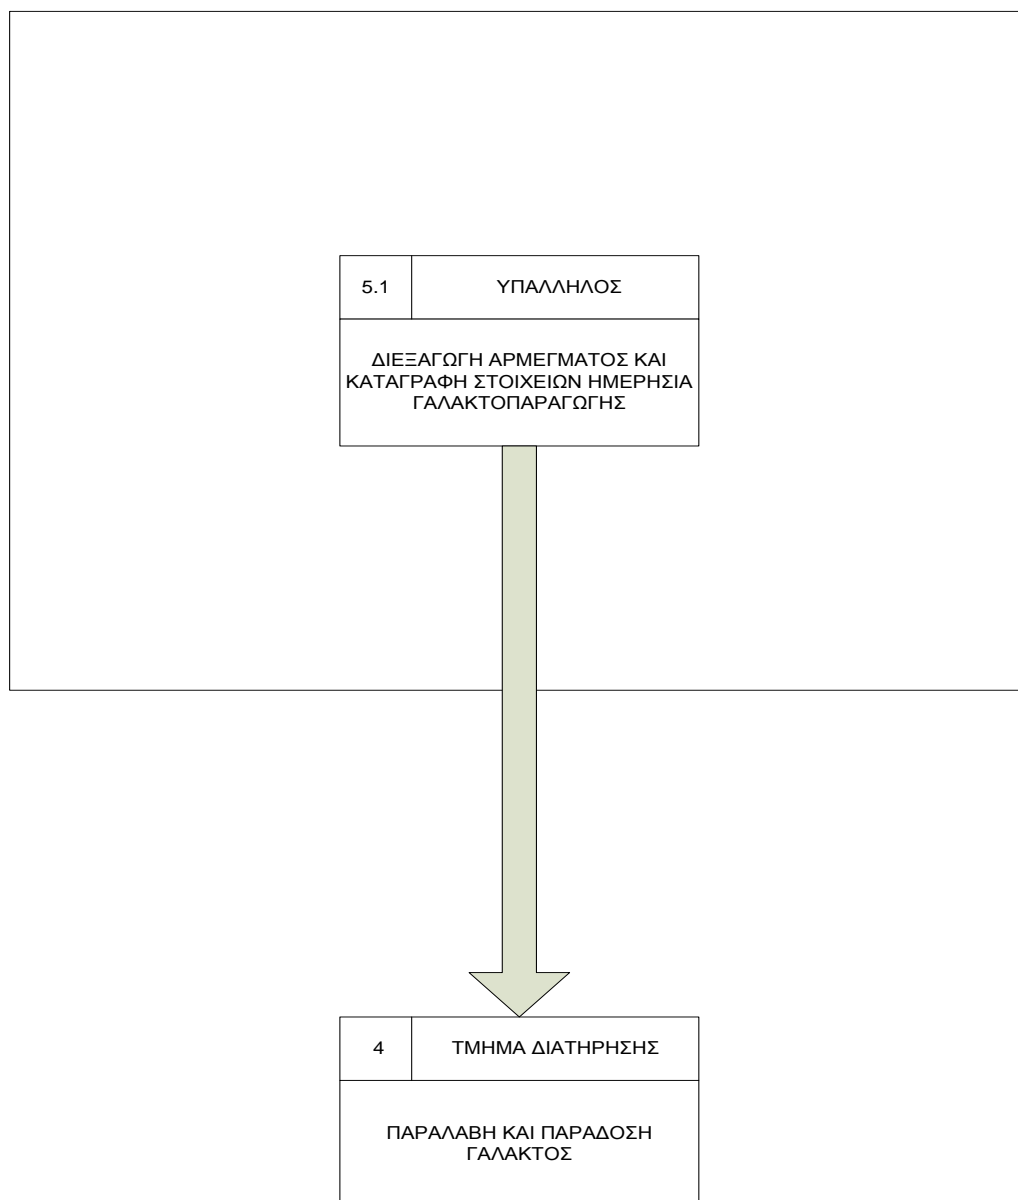 5.1 ΥΠΑΛΛΗΛΟΣ
ΔΙΕΞΑΓΩΓΗ ΑΡΜΕΓΜΑΤΟΣ ΚΑΙ
ΚΑΤΑΓΡΑΦΗ ΣΤΟΙΧΕΙΩΝ ΗΜΕΡΗΣΙΑ
ΓΑΛΑΚΤΟΠΑΡΑΓΩΓΗΣ
4 ΤΜΗΜΑ ΔΙΑΤΗΡΗΣΗΣ
ΠΑΡΑΛΑΒΗ ΚΑΙ ΠΑΡΑΔΟΣΗ
ΓΑΛΑΚΤΟΣ